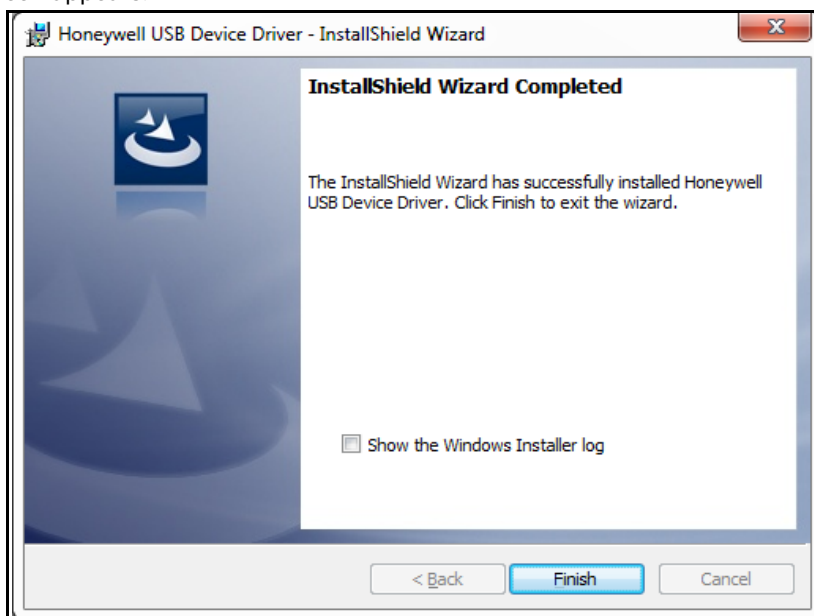 Honeywell USB Device Driver - InstallShield Wizard
InstallShield Wizard Completed
The InstallShield Wizard has successfully installed Honeywell
USB Device Driver. Click Finish to exit the wizard.
Show the Windows Installer log
< Back
Finish
Cancel